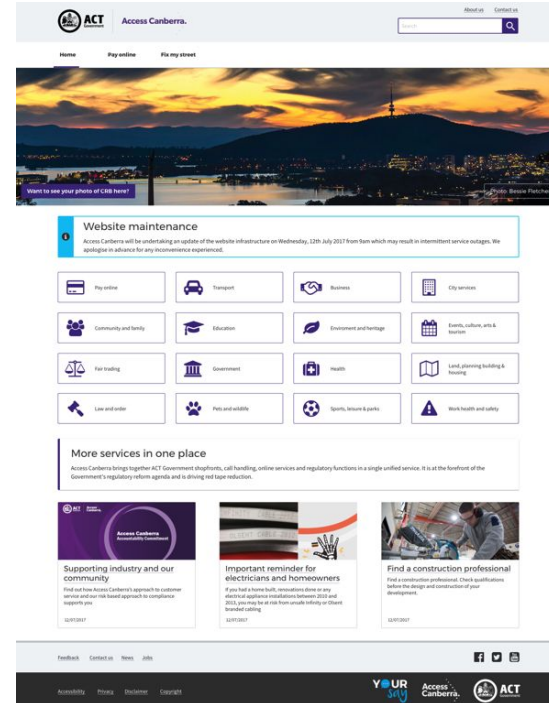 About us Contact us
ACT
Government
Access Canberra.
Search
Home Pay online Fix my street
Want to see your photo of CRB here?
Photo: Bessie Fletcher
Website maintenance
Access Canberra will be undertaking an update of the website infrastructure on Wednesday, 12th July 2017 from 9am which may result in intermittent service outages. We
apologise in advance for any inconvenience experienced.
Pay online
Transport
Business
City services
Community and family
Education
Enviroment and heritage
Events, culture, arts &
tourism
Fair trading
Government
Health
Land, planning building &
housing
Law and order
Pets and wildlife
Sports, leisure & parks
Work health and safety
More services in one place
Access Canberra brings together ACT Government shopfronts, call handling, online services and regulatory functions in a single unified service. It is at the forefront of the
Government's regulatory reform agenda and is driving red tape reduction.
ACT
Access
Canberra.
Access Canberra
Accountability Commitment
Supporting industry and our
community
Find out how Access Canberra's approach to customer
service and our risk based approach to compliance
supports you
12/07/2017
Important reminder for
electricians and homeowners
If you had a home built, renovations done or any
electrical appliance installations between 2010 and
2013, you may be at risk from unsafe Infinity or Olsent
branded cabling
12/07/2017
Find a construction professional
Find a construction professional. Check qualifications
before the design and construction of your
development.
12/07/2017
Feedback Contact us News Jobs
Accessibility Privacy Disclaimer Copyright
YOUR
say
Access
Canberra.
ACT
Government